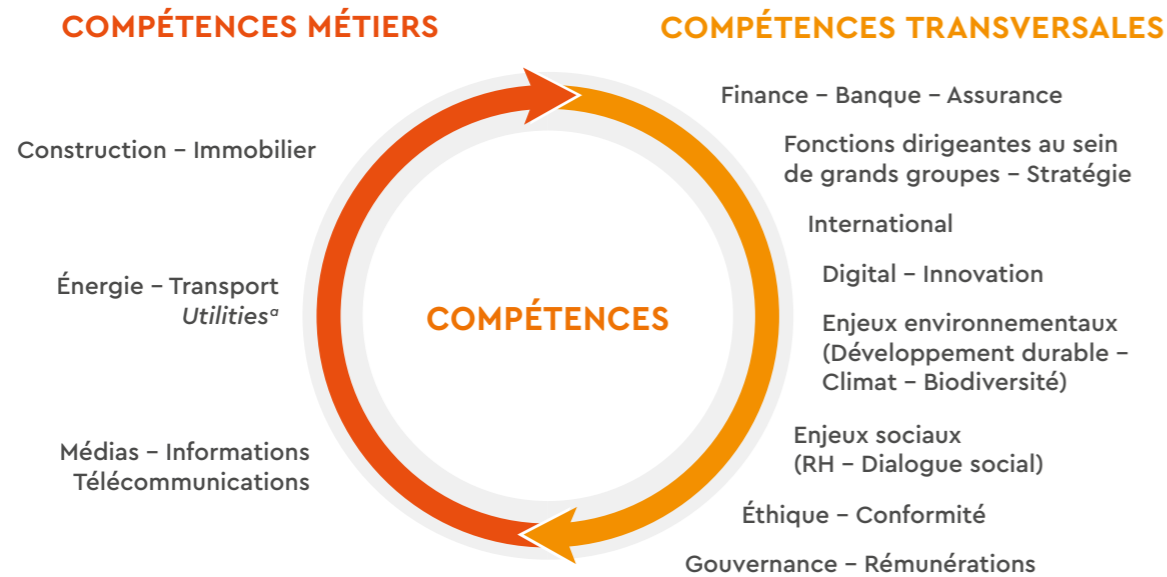 COMPÉTENCES MÉTIERS
Construction – Immobilier
Énergie – Transport
Utilitiesᵃ
Médias – Informations
Télécommunications
COMPÉTENCES
COMPÉTENCES TRANSVERSALES
Finance – Banque – Assurance
Fonctions dirigeantes au sein
de grands groupes – Stratégie
International
Digital – Innovation
Enjeux environnementaux
(Développement durable –
Climat – Biodiversité)
Enjeux sociaux
(RH – Dialogue social)
Éthique – Conformité
Gouvernance – Rémunérations